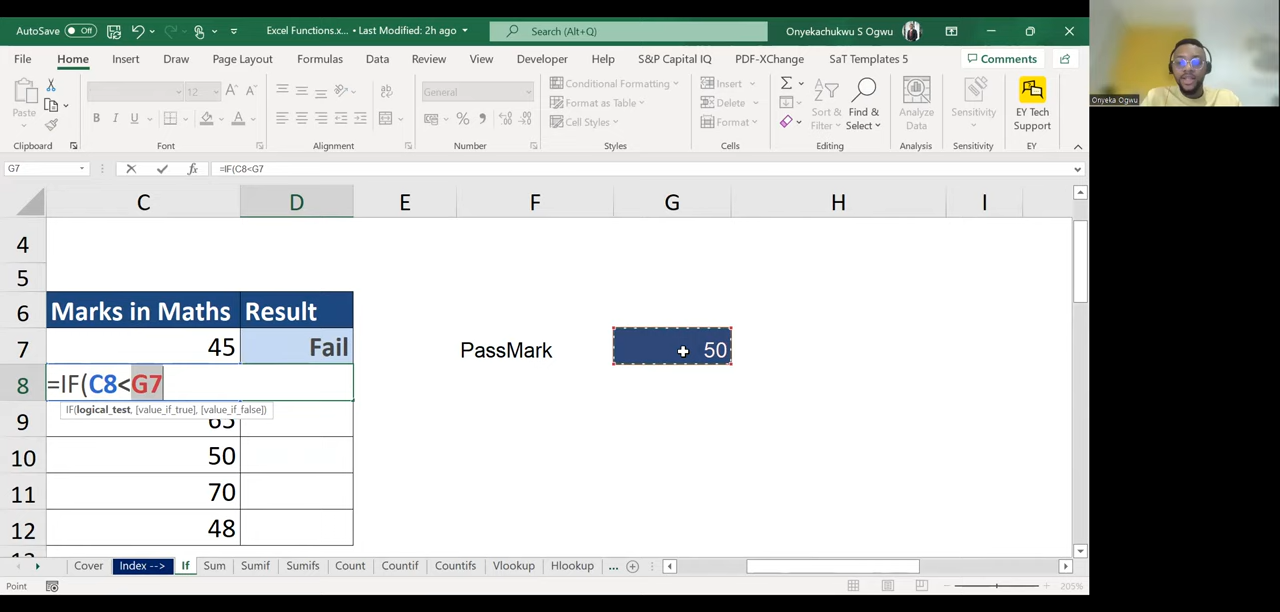 AutoSave Off Excel Functions.x... • Last Modified: 2h ago Search (Alt+Q) Onyekachukwu S Ogwu
File Home Insert Draw Page Layout Formulas Data Review View Developer Help S&P Capital IQ PDF-XChange SaT Templates 5 Comments
12 General Conditional Formatting Insert
Paste B I U Format as Table Delete Sort & Filter Find & Select Analyze Data Sensitivity EY Tech Support
Cell Styles Format
Clipboard Font Alignment Number Styles Cells Editing Analysis Sensitivity EY
G7 fx =IF(C8<G7
C D E F G H I
4
5
6 Marks in Maths Result
7 45 Fail PassMark 50
8 =IF(C8<G7
IF(logical_test, [value_if_true], [value_if_false])
9 65
10 50
11 70
12 48
13
Cover Index --> If Sum Sumif Sumifs Count Countif Countifs Vlookup Hlookup ...
Point 205%
Onyeka Ogwu